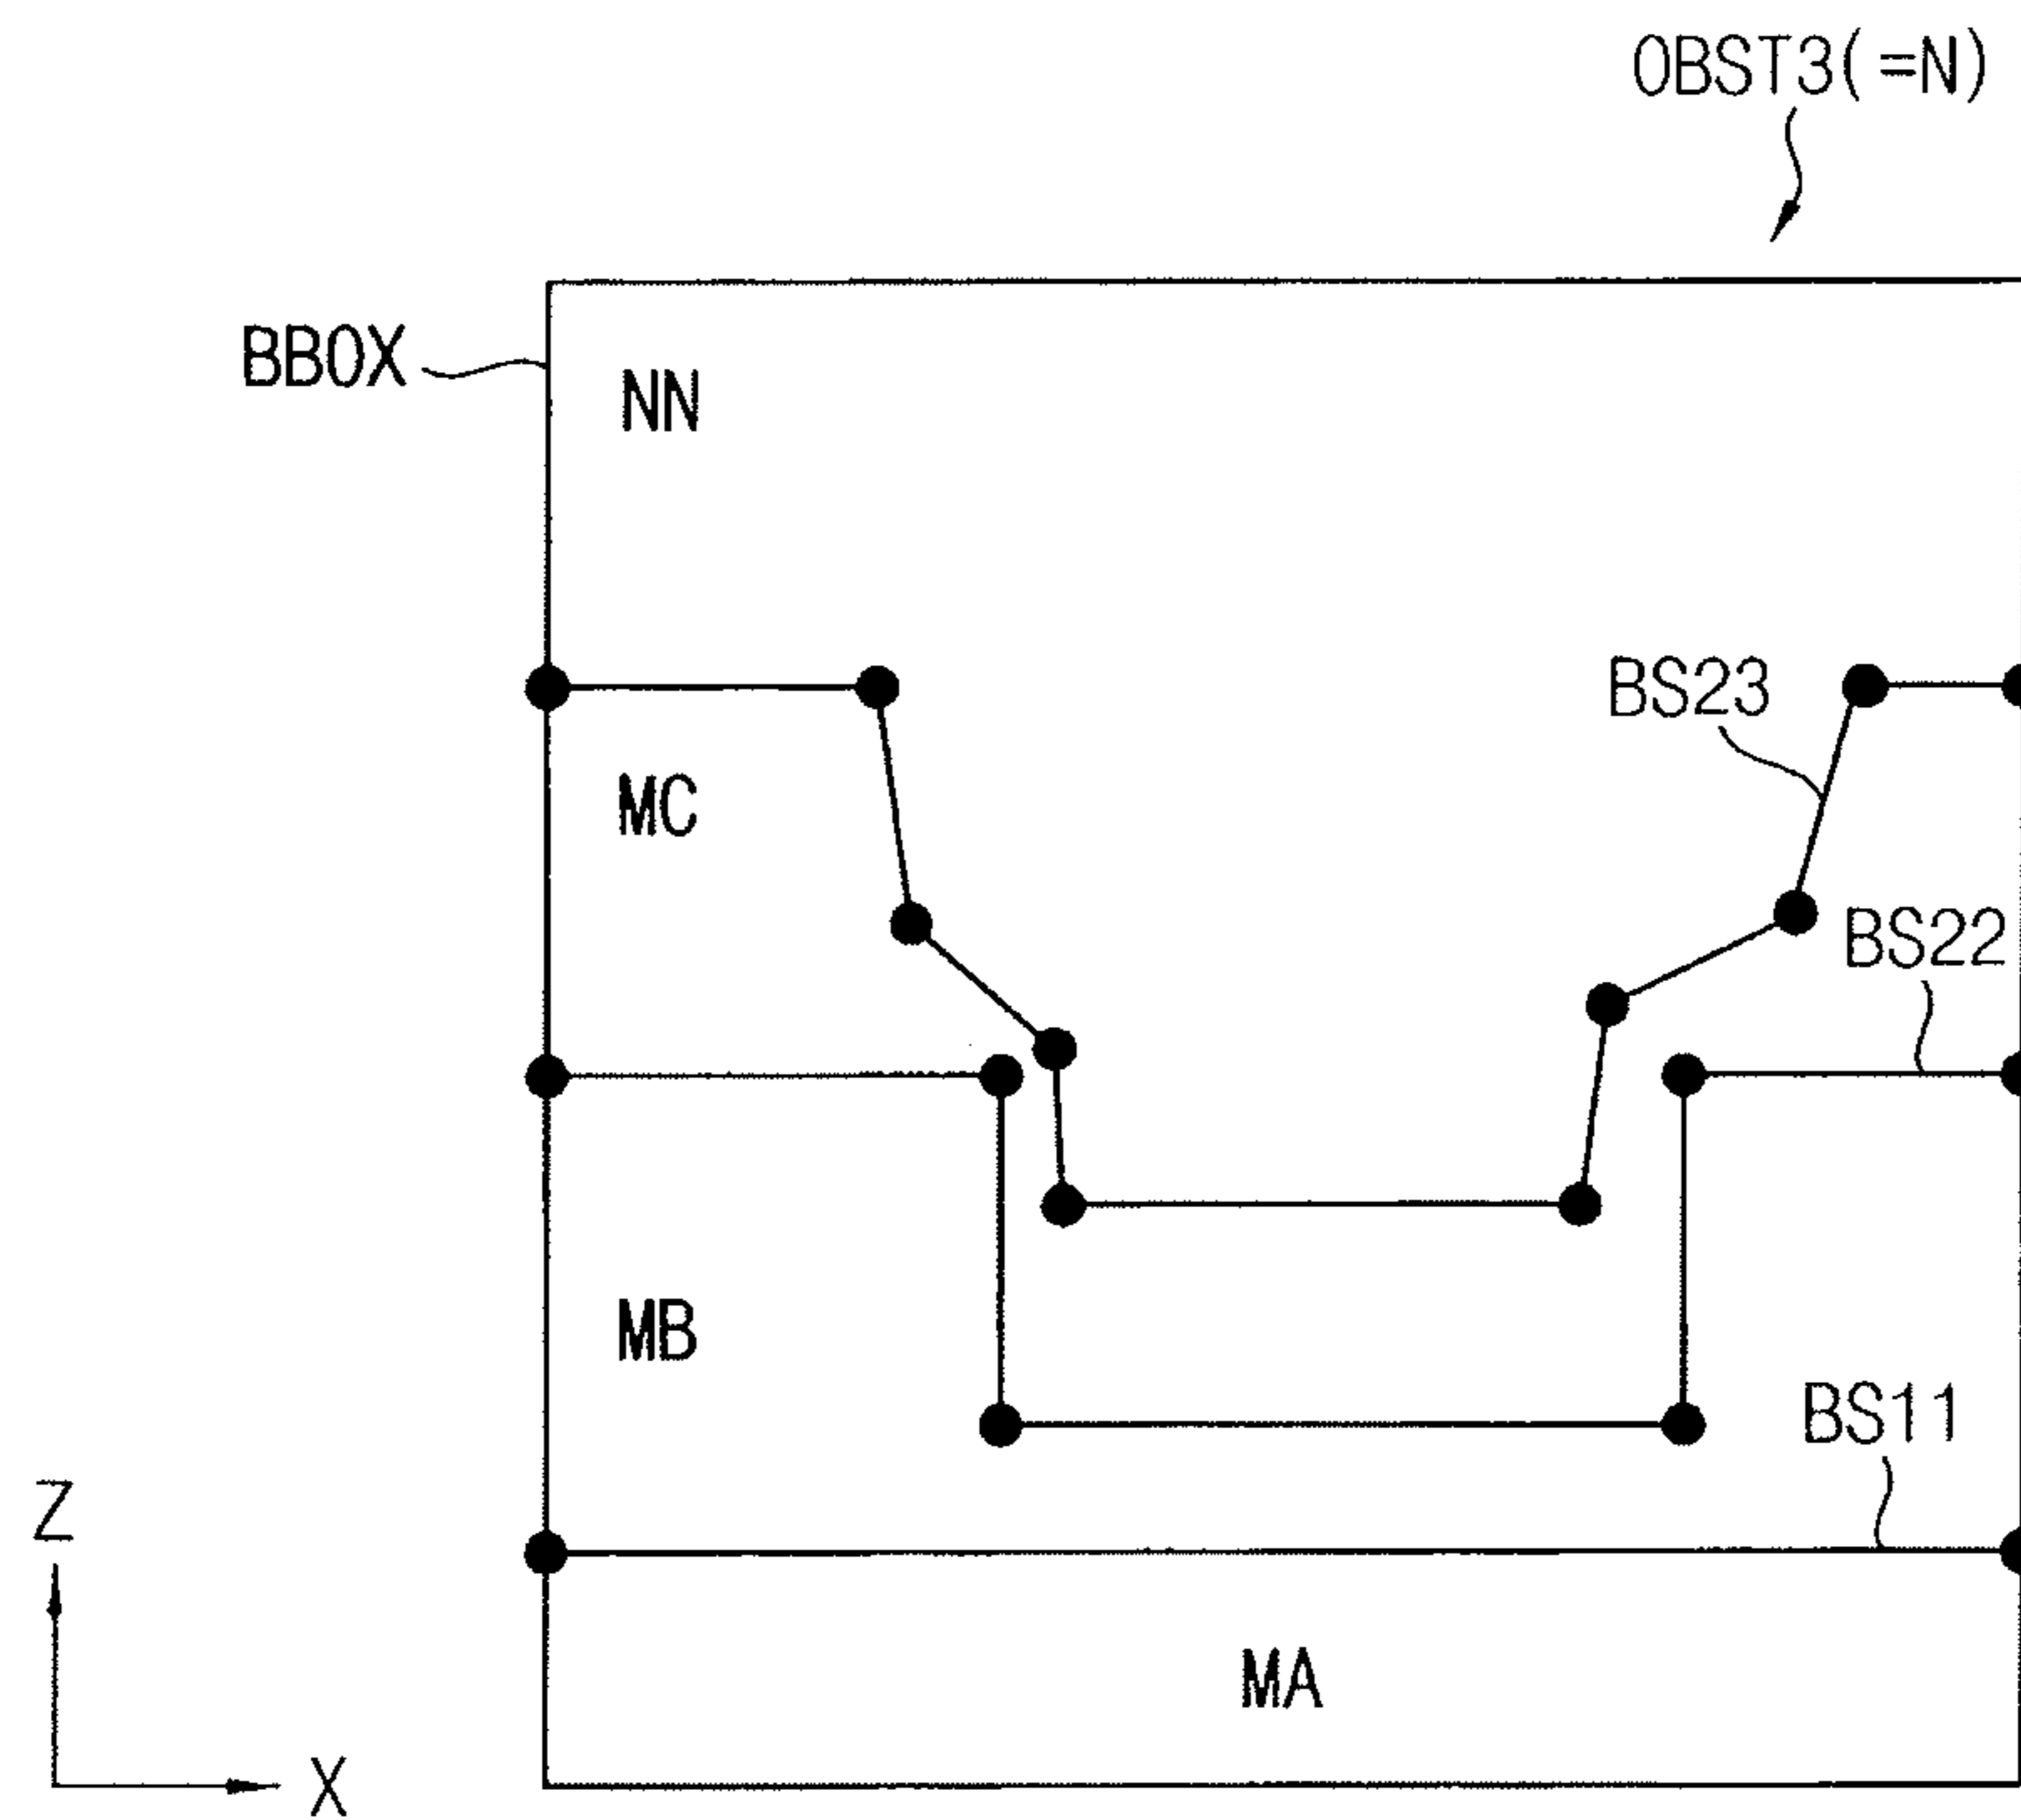 OBST3(=N)
BBOX
NN
BS23
MC
BS22
MB
BS11
Z
MA
X